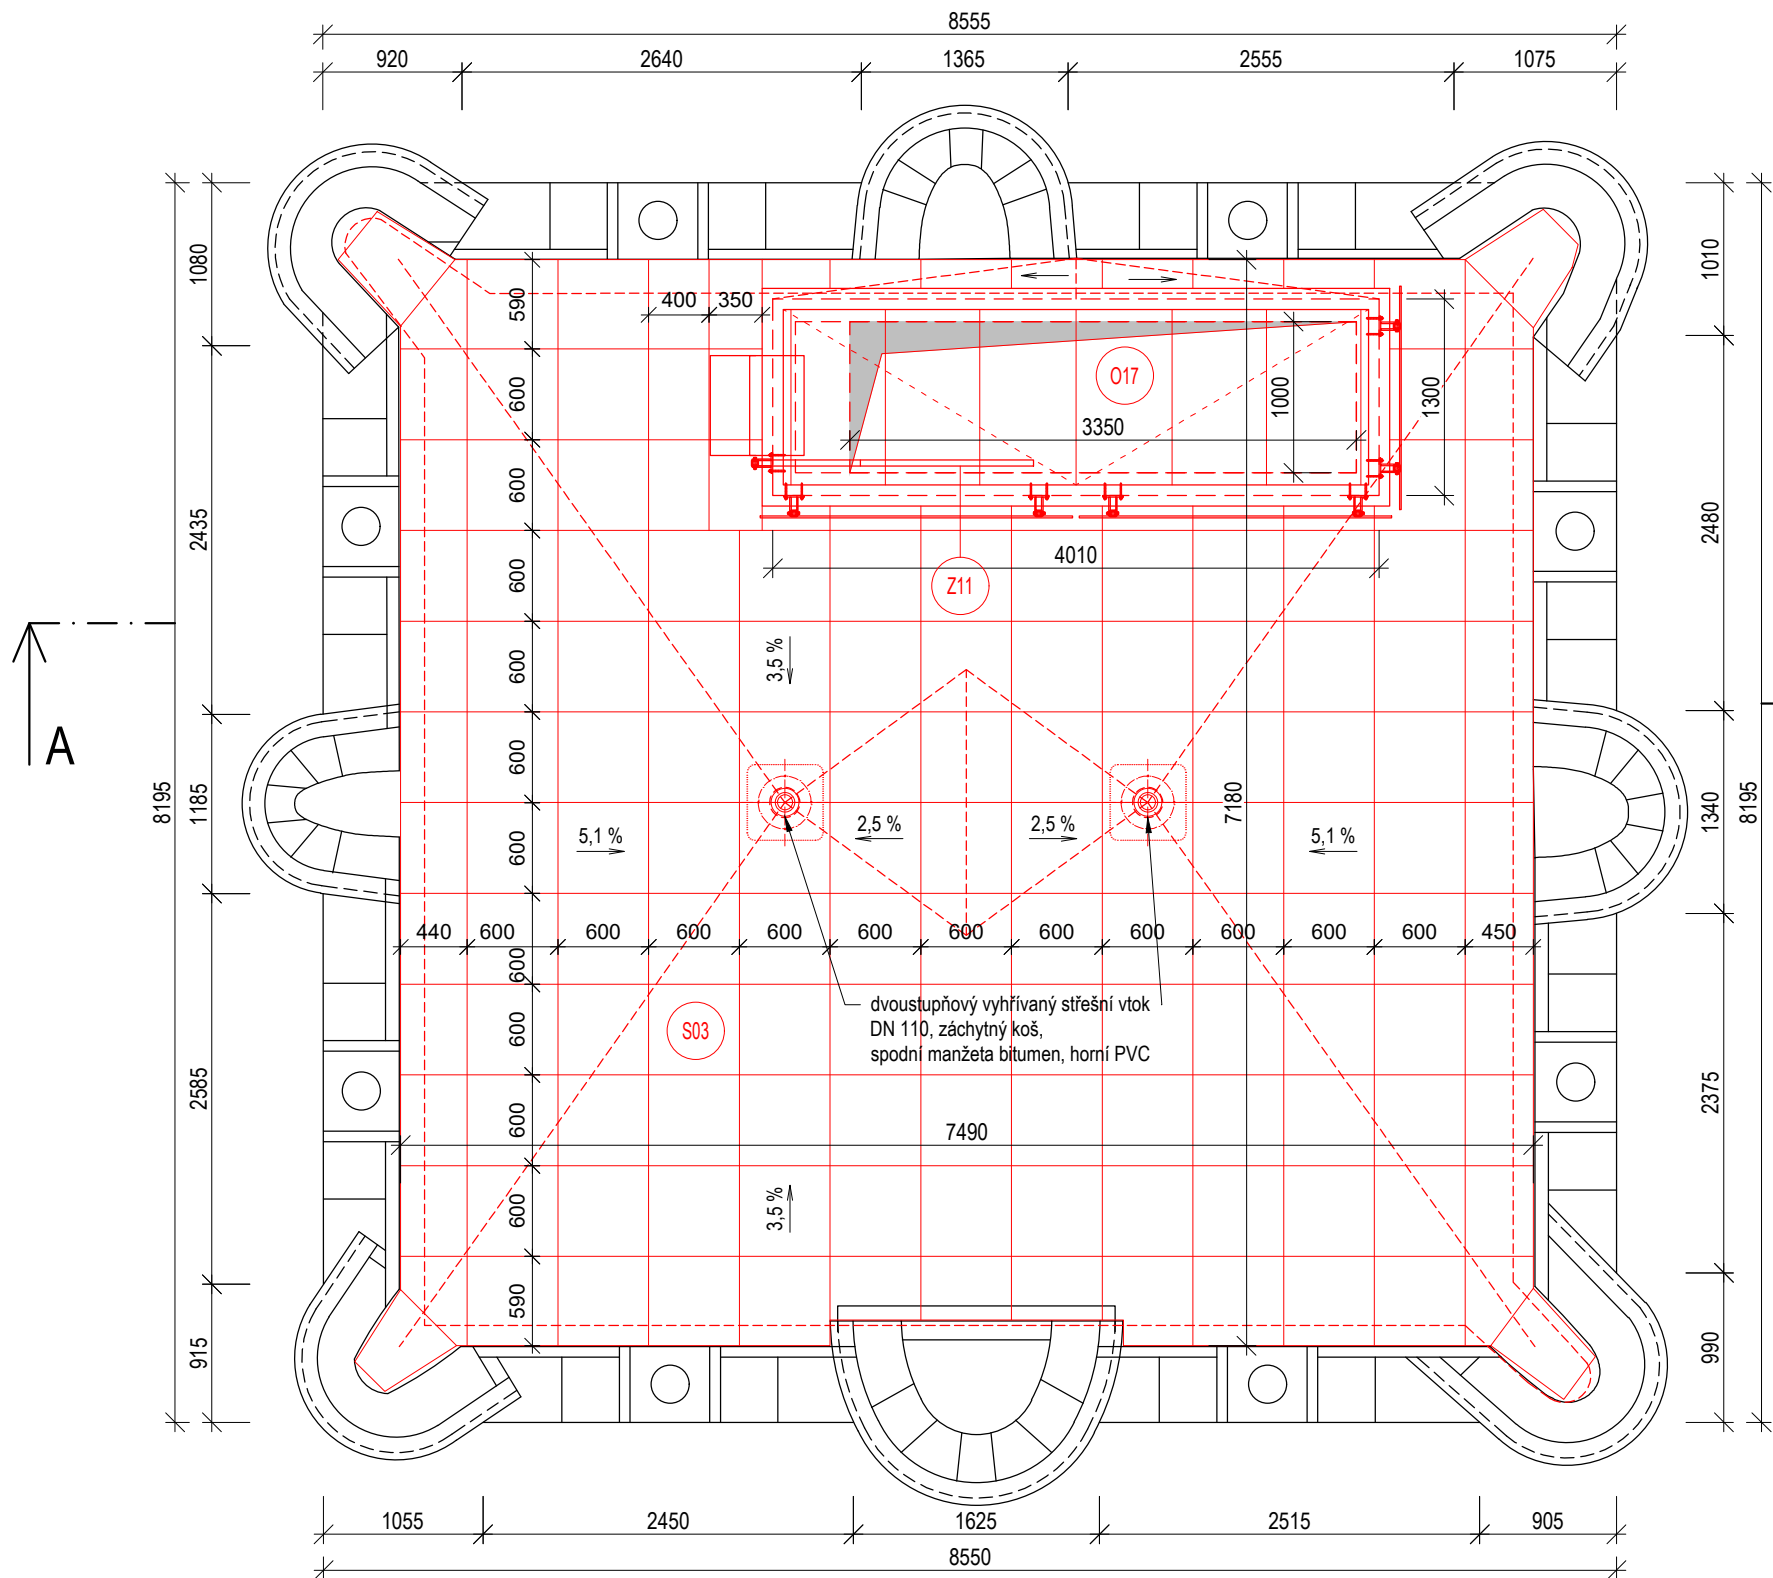 8555
920 2640 1365 2555 1075
1080
2435
1185
2585
915
8195
A
1010
2480
1340
2375
990
8195
590
600
600
600
600
600
600
600
600
600
600
590
400 350
O17
1000
1300
3350
4010
Z11
3,5 %
2,5 % 2,5 %
5,1 % 5,1 %
7180
440 600 600 600 600 600 600 600 600 600 600 600 450
dvoustupňový vyhřívaný střešní vtok
DN 110, záchytný koš,
spodní manžeta bitumen, horní PVC
S03
7490
3,5 %
1055 2450 1625 2515 905
8550